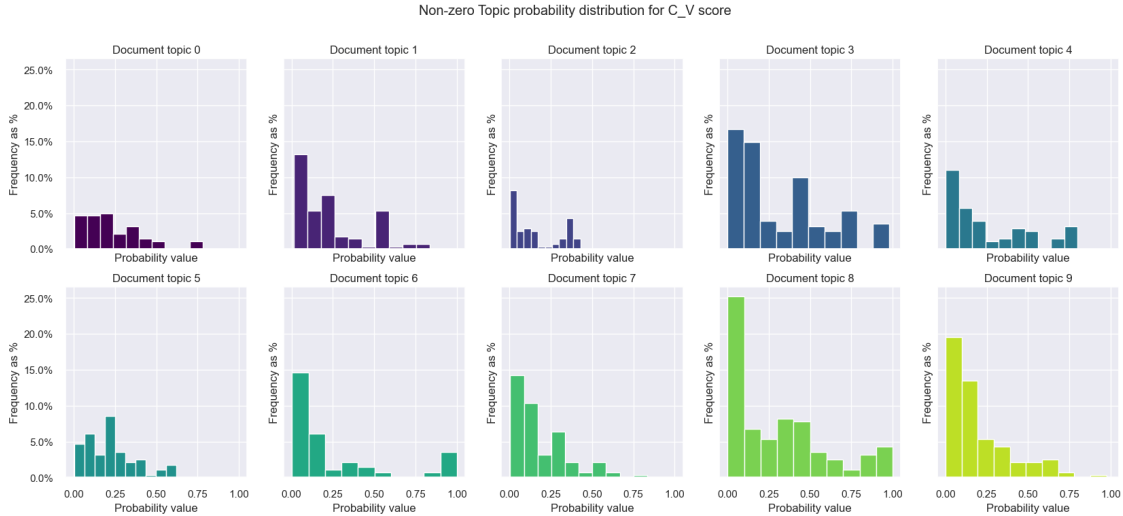 Non-zero Topic probability distribution for C_V score
Document topic 0
Document topic 1
Document topic 2
Document topic 3
Document topic 4
25.0%
20.0%
15.0%
10.0%
5.0%
0.0%
Frequency as %
Frequency as %
Frequency as %
Frequency as %
Frequency as %
Probability value
Probability value
Probability value
Probability value
Probability value
Document topic 5
Document topic 6
Document topic 7
Document topic 8
Document topic 9
25.0%
20.0%
15.0%
10.0%
5.0%
0.0%
Frequency as %
Frequency as %
Frequency as %
Frequency as %
Frequency as %
0.00 0.25 0.50 0.75 1.00
0.00 0.25 0.50 0.75 1.00
0.00 0.25 0.50 0.75 1.00
0.00 0.25 0.50 0.75 1.00
0.00 0.25 0.50 0.75 1.00
Probability value
Probability value
Probability value
Probability value
Probability value